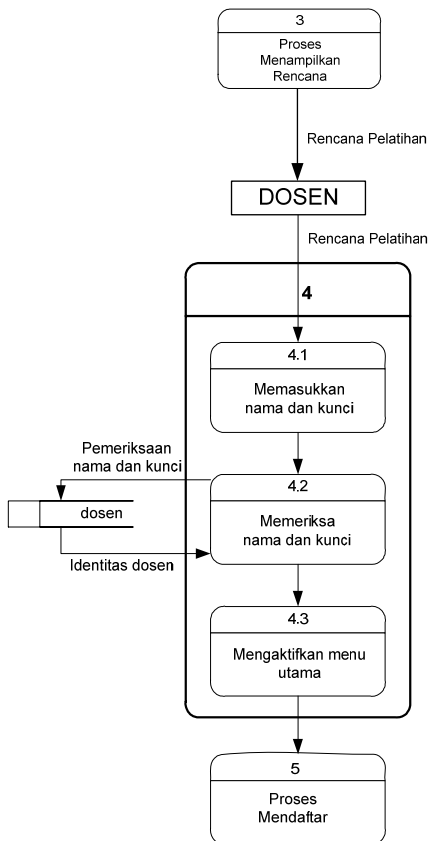 3
Proses
Menampilkan
Rencana
Rencana Pelatihan
DOSEN
Rencana Pelatihan
4
4.1
Memasukkan
nama dan kunci
Pemeriksaan
nama dan kunci
4.2
Memeriksa
nama dan kunci
dosen
Identitas dosen
4.3
Mengaktifkan menu
utama
5
Proses
Mendaftar